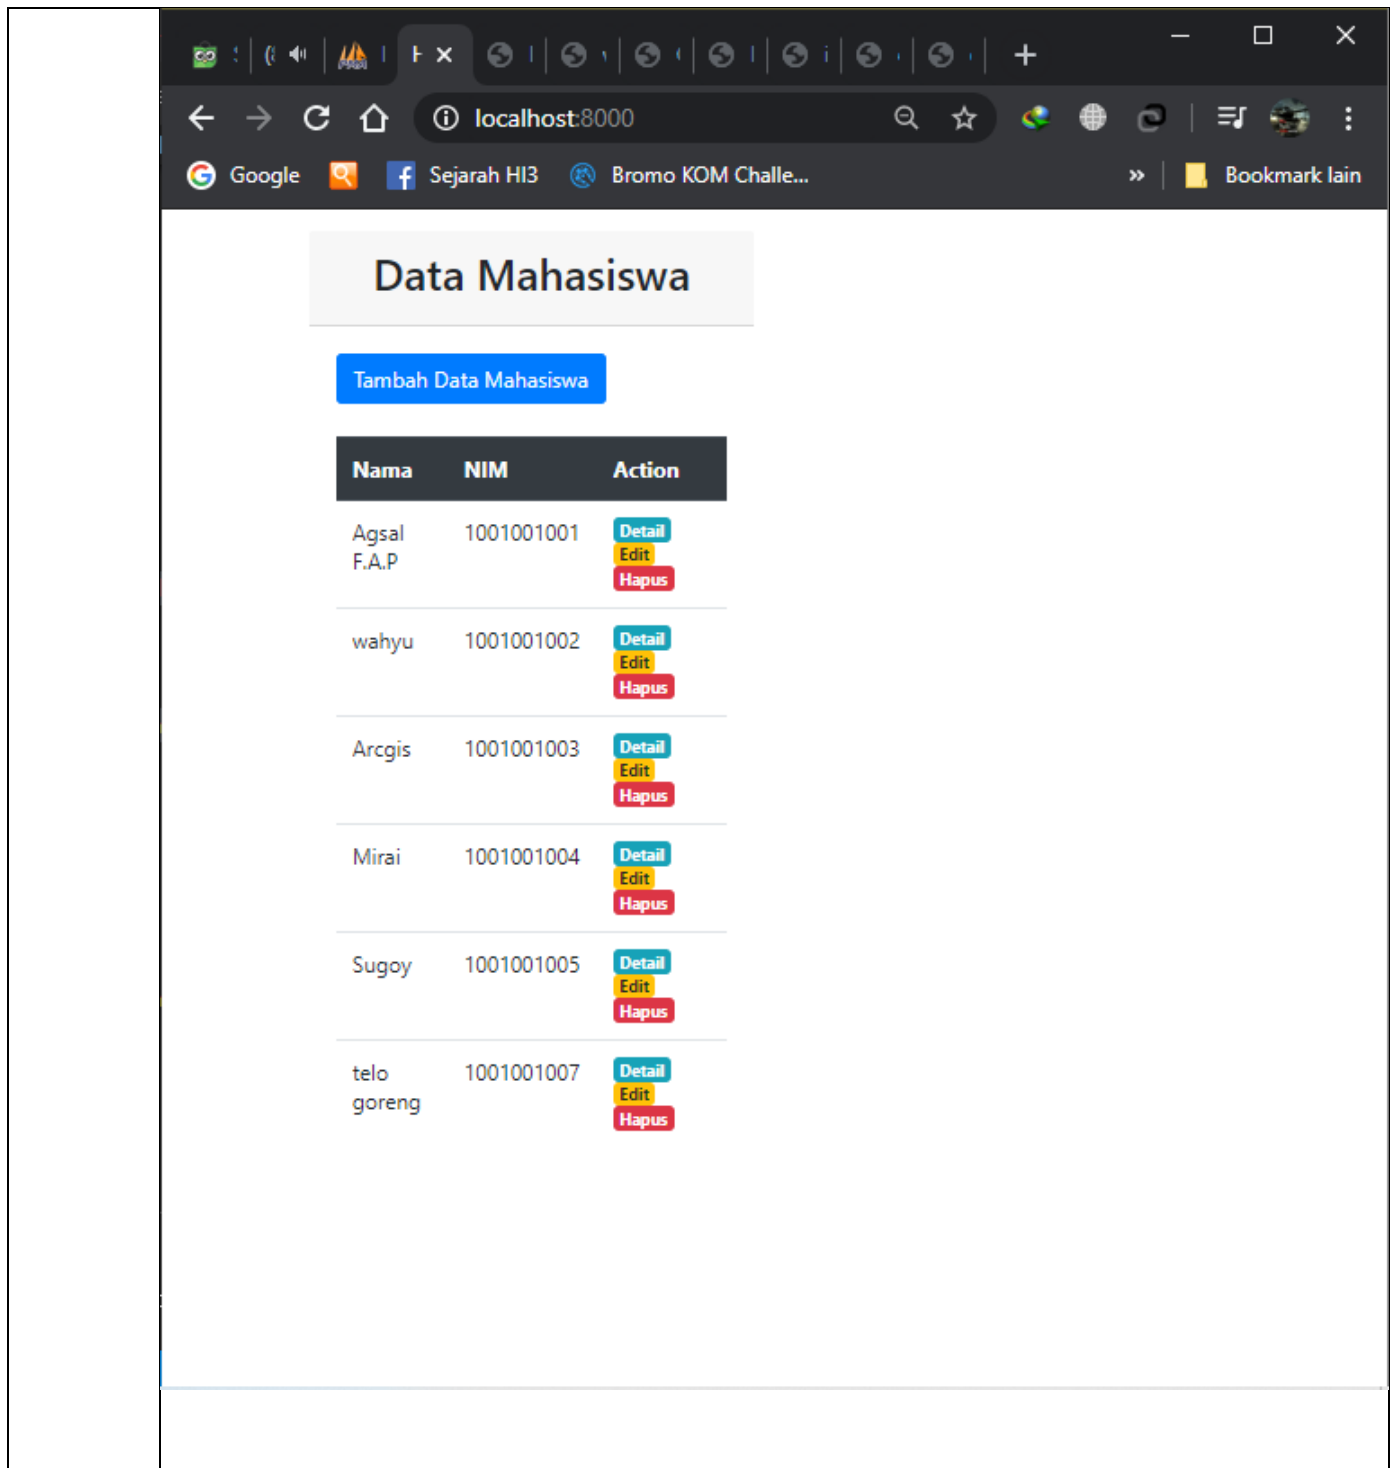 localhost:8000
Google
Sejarah HI3
Bromo KOM Challe...
»
Bookmark lain
Data Mahasiswa
Tambah Data Mahasiswa
Nama NIM Action
Agsal 1001001001 Detail
F.A.P Edit
Hapus
wahyu 1001001002 Detail
Edit
Hapus
Arcgis 1001001003 Detail
Edit
Hapus
Mirai 1001001004 Detail
Edit
Hapus
Sugoy 1001001005 Detail
Edit
Hapus
telo 1001001007 Detail
goreng Edit
Hapus